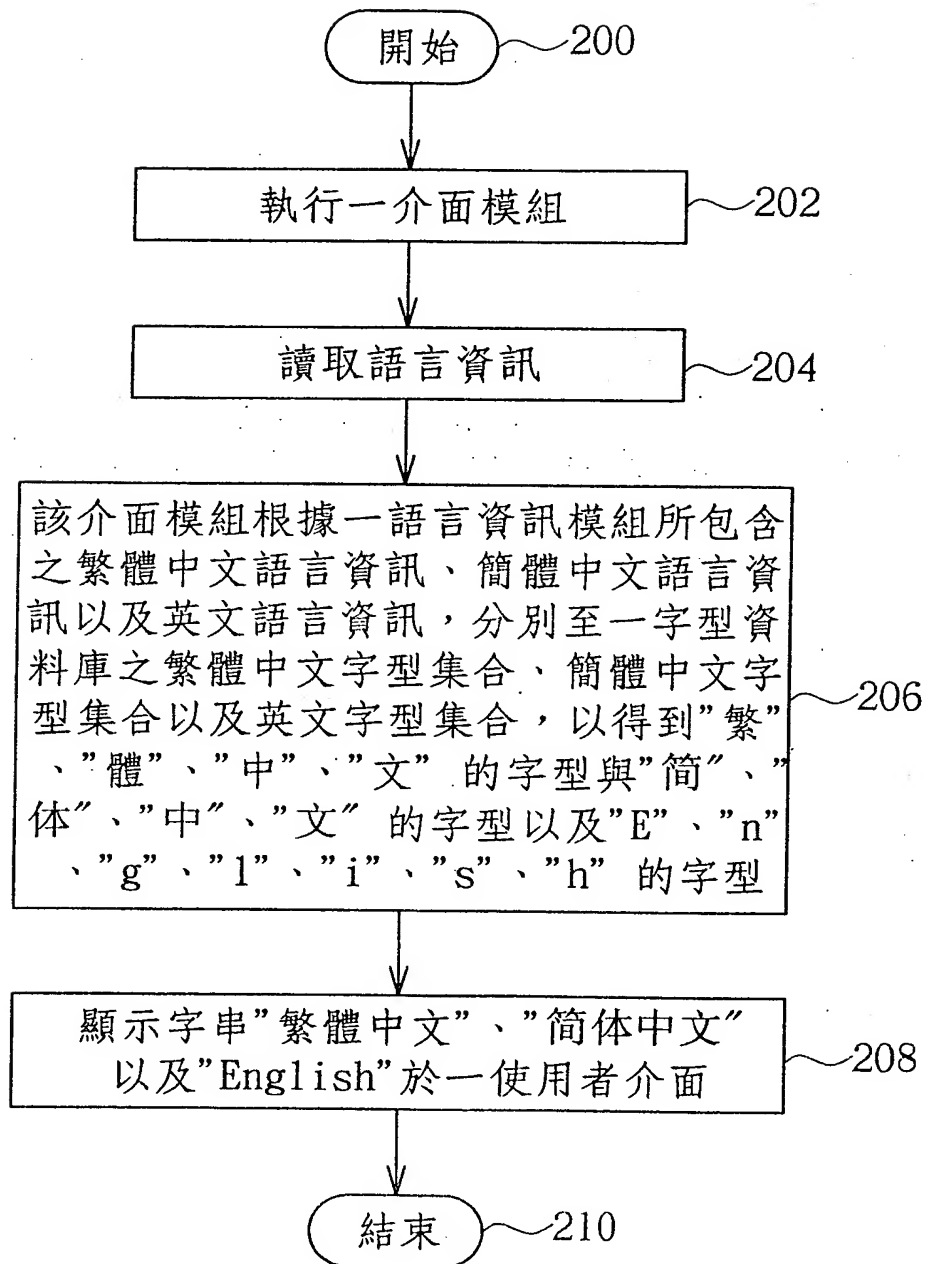 開始 200
執行一介面模組 202
讀取語言資訊 204
該介面模組根據一語言資訊模組所包含
之繁體中文語言資訊、簡體中文語言資
訊以及英文語言資訊，分別至一字型資
料庫之繁體中文字型集合、簡體中文字
型集合以及英文字型集合，以得到”繁”
、”體”、”中”、”文” 的字型與”简″、”
体″、”中″、”文″ 的字型以及”E”、”n”
、”g”、”l”、”i”、”s”、”h” 的字型
206
顯示字串”繁體中文”、”简体中文″
以及”English”於一使用者介面
208
結束 210